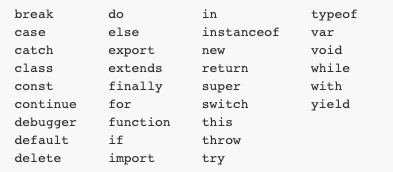 break do in typeof
case else instanceof var
catch export new void
class extends return while
const finally super with
continue for switch yield
debugger function this
default if throw
delete import try